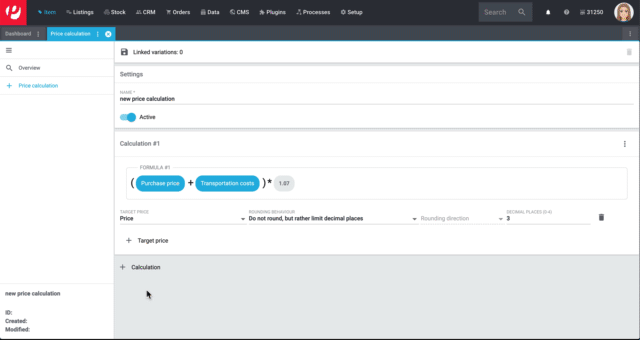 Item Listings Stock CRM Orders Data CMS Plugins Processes Setup Search 31250
Dashboard Price calculation
Linked variations: 0
Overview
Price calculation
Settings
NAME *
new price calculation
Active
Calculation #1
FORMULA #1
( Purchase price + Transportation costs ) * 1.07
TARGET PRICE ROUNDING BEHAVIOUR DECIMAL PLACES (0-4)
Price Do not round, but rather limit decimal places Rounding direction 3
+ Target price
+ Calculation
new price calculation
ID:
Created:
Modified: